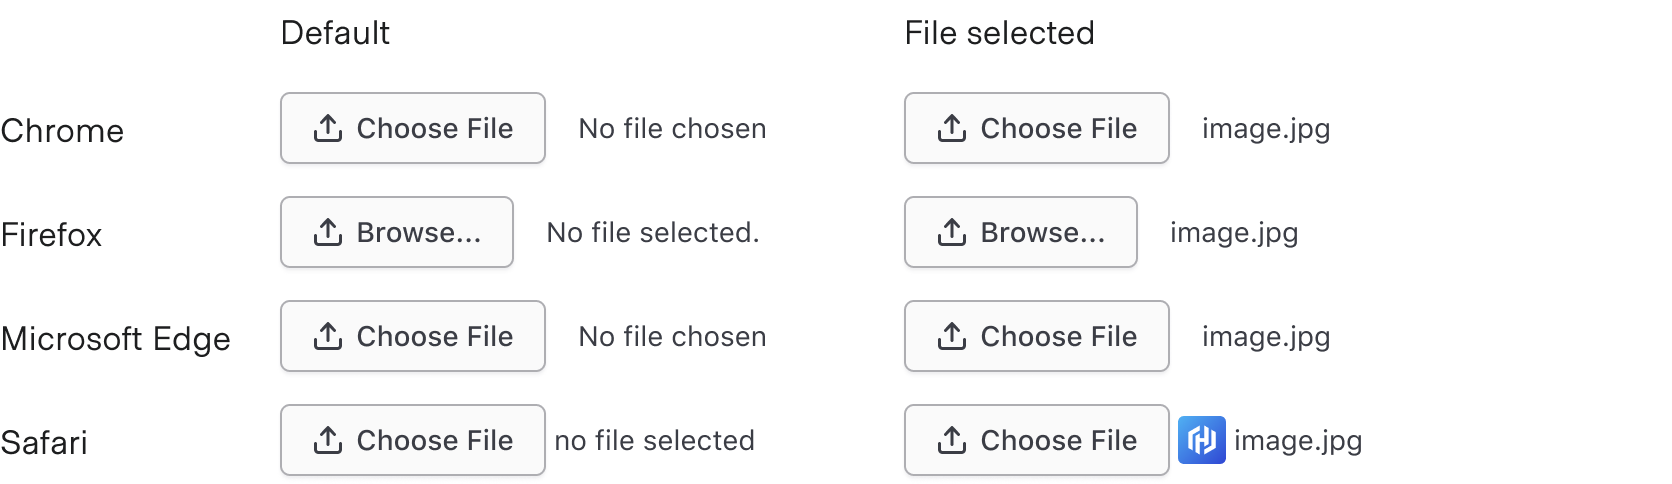 Default File selected
Chrome Choose File No file chosen Choose File image.jpg
Firefox Browse... No file selected. Browse... image.jpg
Microsoft Edge Choose File No file chosen Choose File image.jpg
Safari Choose File no file selected Choose File image.jpg